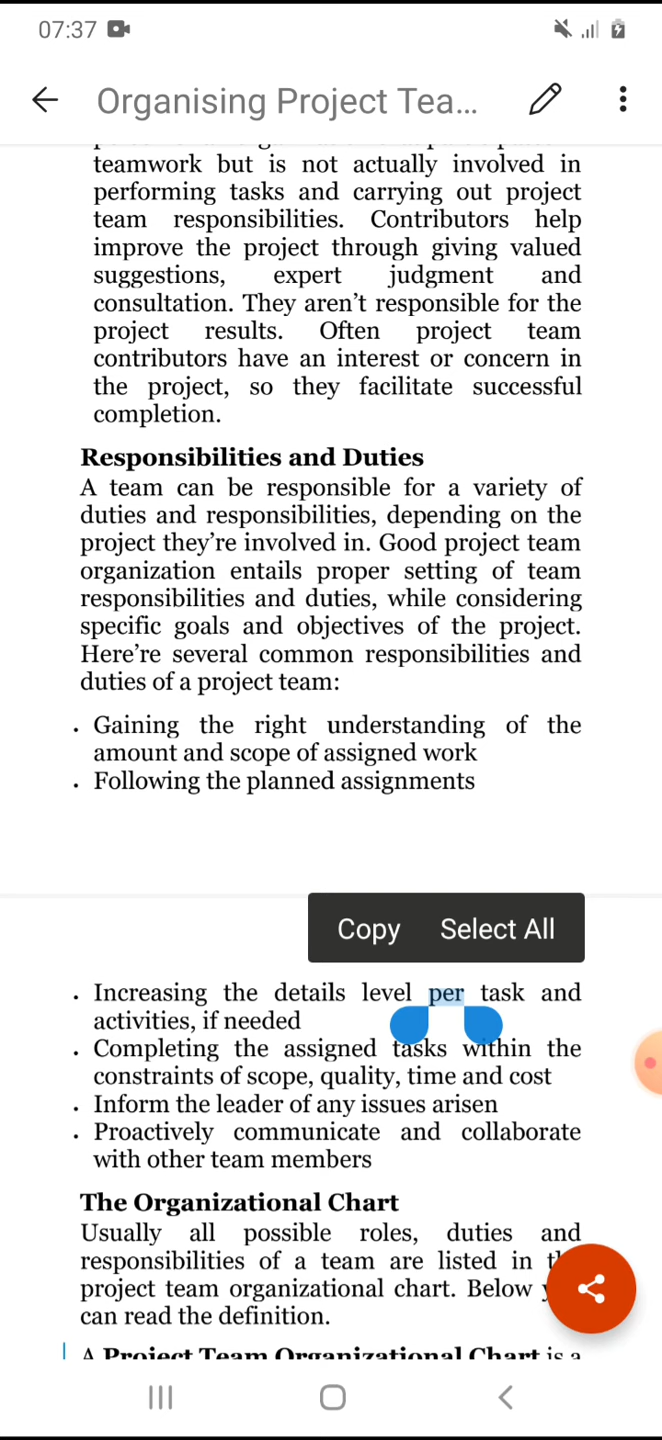 07:37
Organising Project Tea...
teamwork but is not actually involved in
performing tasks and carrying out project
team responsibilities. Contributors help
improve the project through giving valued
suggestions, expert judgment and
consultation. They aren’t responsible for the
project results. Often project team
contributors have an interest or concern in
the project, so they facilitate successful
completion.
Responsibilities and Duties
A team can be responsible for a variety of
duties and responsibilities, depending on the
project they’re involved in. Good project team
organization entails proper setting of team
responsibilities and duties, while considering
specific goals and objectives of the project.
Here’re several common responsibilities and
duties of a project team:
• Gaining the right understanding of the
amount and scope of assigned work
• Following the planned assignments
Copy Select All
• Increasing the details level per task and
activities, if needed
• Completing the assigned tasks within the
constraints of scope, quality, time and cost
• Inform the leader of any issues arisen
• Proactively communicate and collaborate
with other team members
The Organizational Chart
Usually all possible roles, duties and
responsibilities of a team are listed in
project team organizational chart. Below
can read the definition.
A Project Team Organizational Chart is a